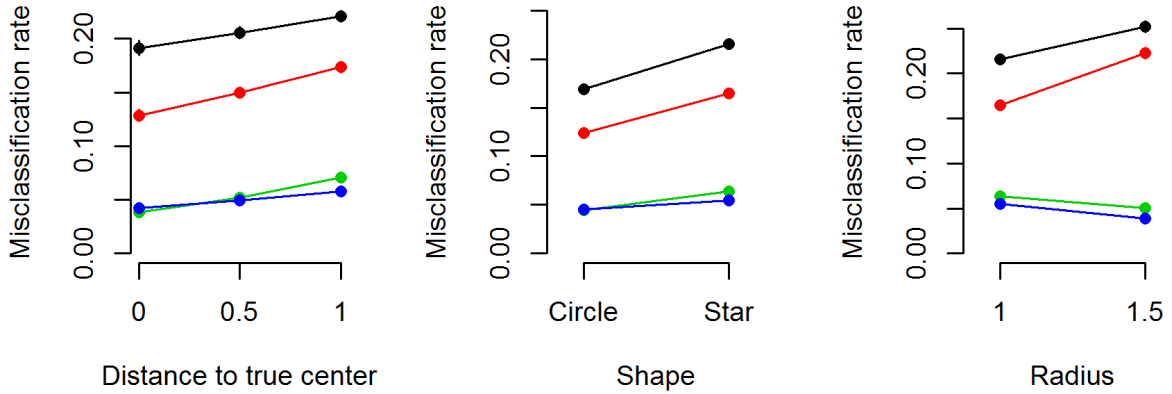 Misclassification rate
0.00 0.10 0.20
0 0.5 1
Distance to true center
Misclassification rate
0.00 0.10 0.20
Circle Star
Shape
Misclassification rate
0.00 0.10 0.20
1 1.5
Radius